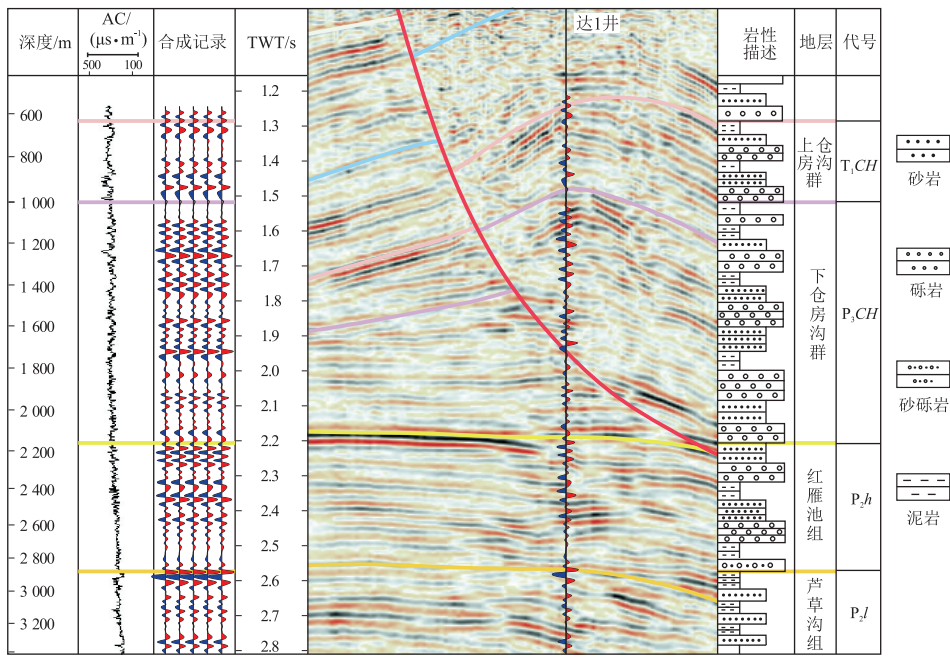 深度/m
AC/
(μs•m⁻¹)
500 100
合成记录
TWT/s
达1井
岩性
描述
地层
代号
600
800
1 000
1 200
1 400
1 600
1 800
2 000
2 200
2 400
2 600
2 800
3 000
3 200
1.2
1.3
1.4
1.5
1.6
1.7
1.8
1.9
2.0
2.1
2.2
2.3
2.4
2.5
2.6
2.7
2.8
上仓
房沟
群
T₁CH
下
仓
房
沟
群
P₃CH
红
雁
池
组
P₂h
芦
草
沟
组
P₂l
砂岩
砾岩
砂砾岩
泥岩